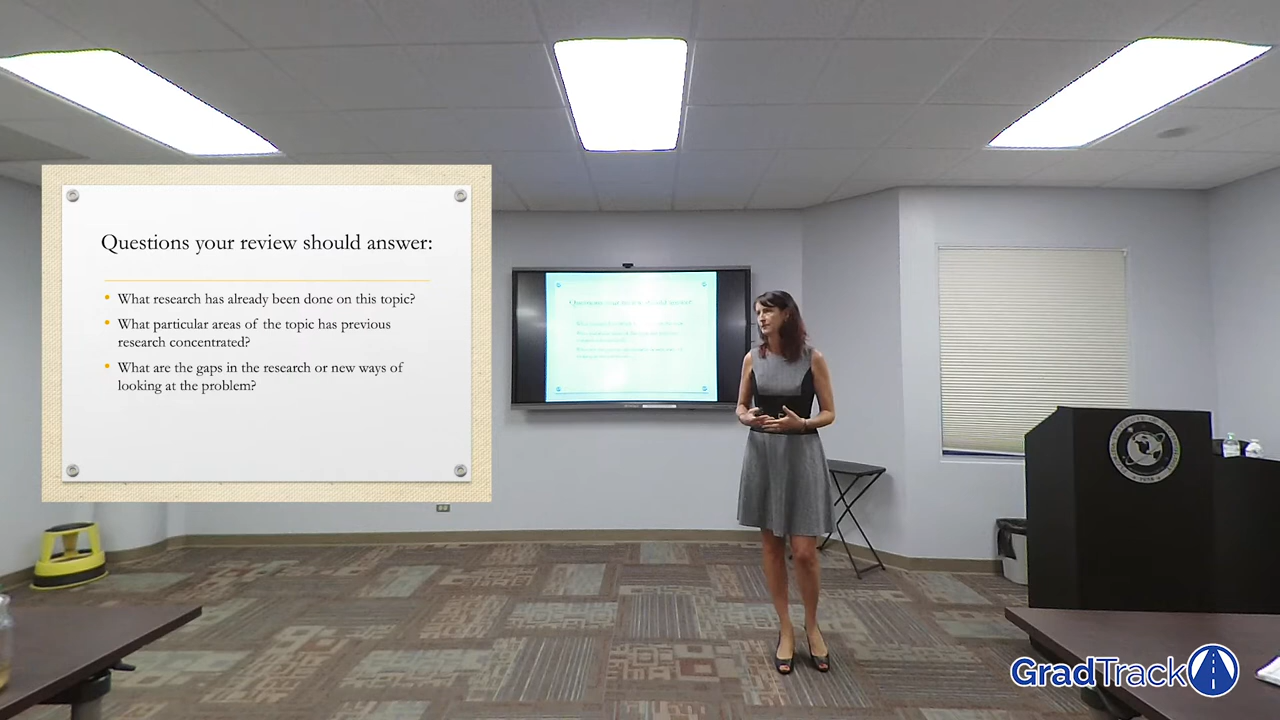 Questions your review should answer:
• What research has already been done on this topic?
• What particular areas of the topic has previous
research concentrated?
• What are the gaps in the research or new ways of
looking at the problem?
GradTrack